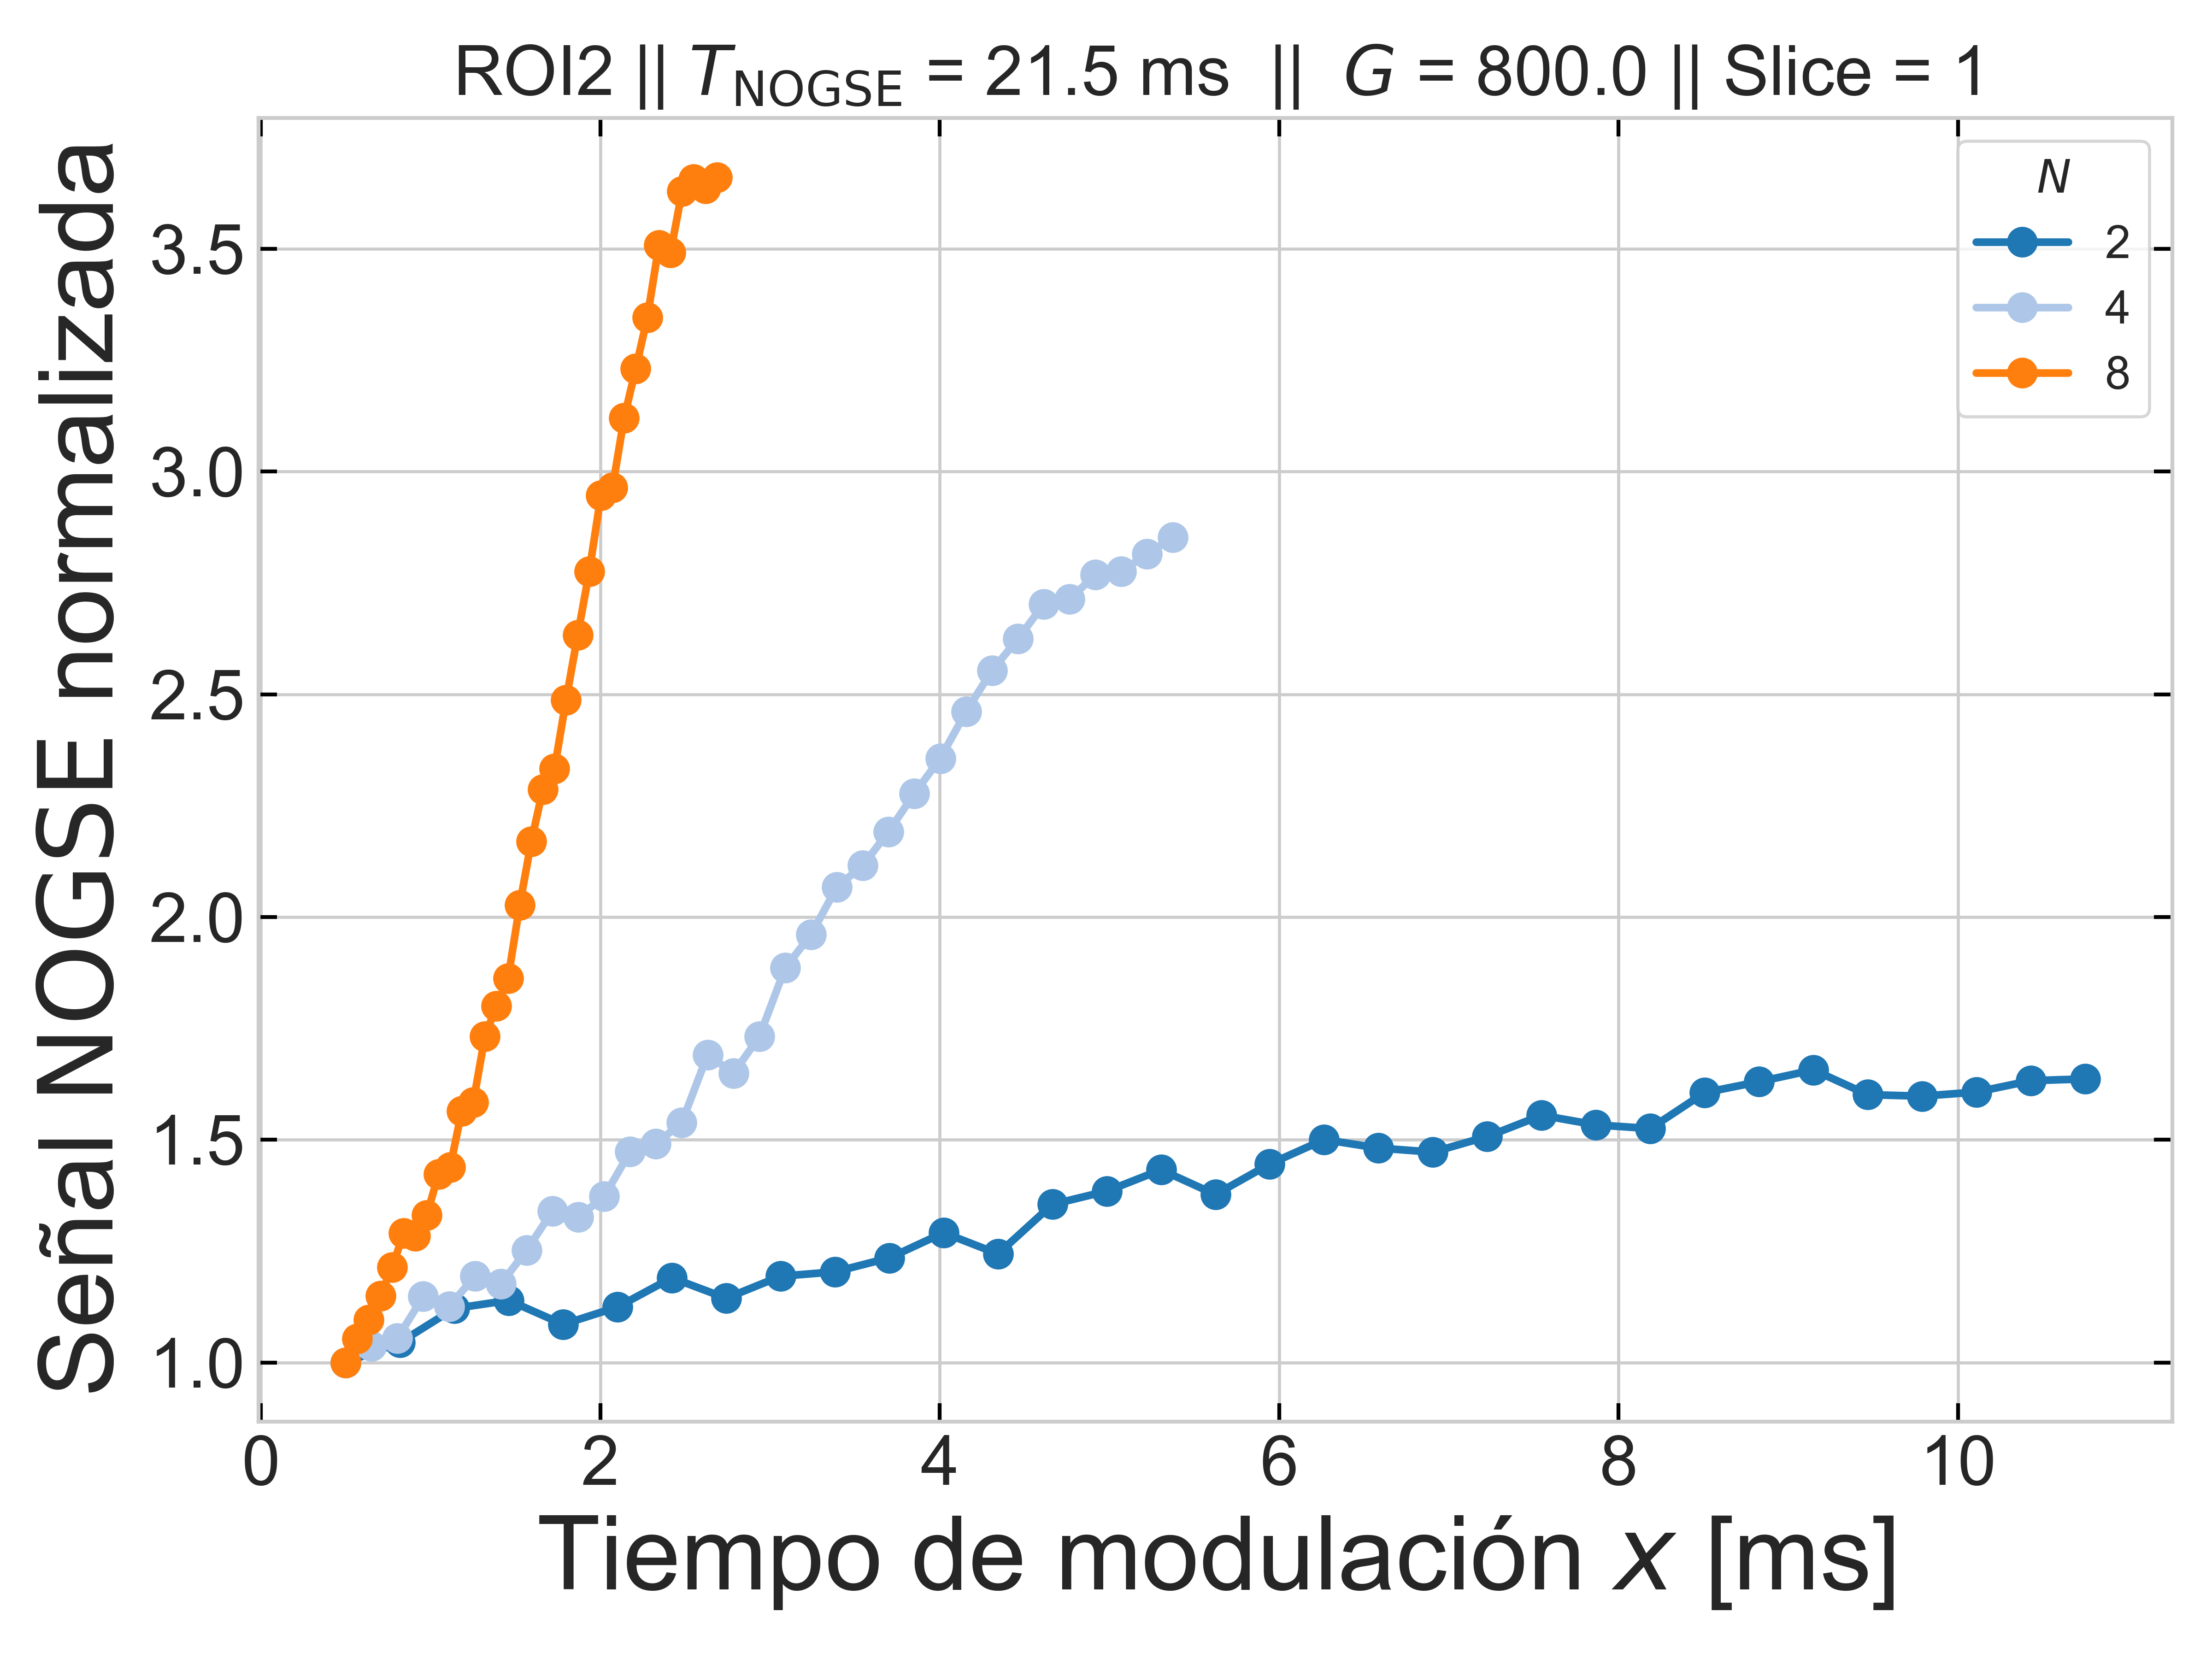 ROI2 || T_NOGSE = 21.5 ms || G = 800.0 || Slice = 1
Señal NOGSE normalizada
3.5
3.0
2.5
2.0
1.5
1.0
0 2 4 6 8 10
Tiempo de modulación x [ms]
N
2
4
8